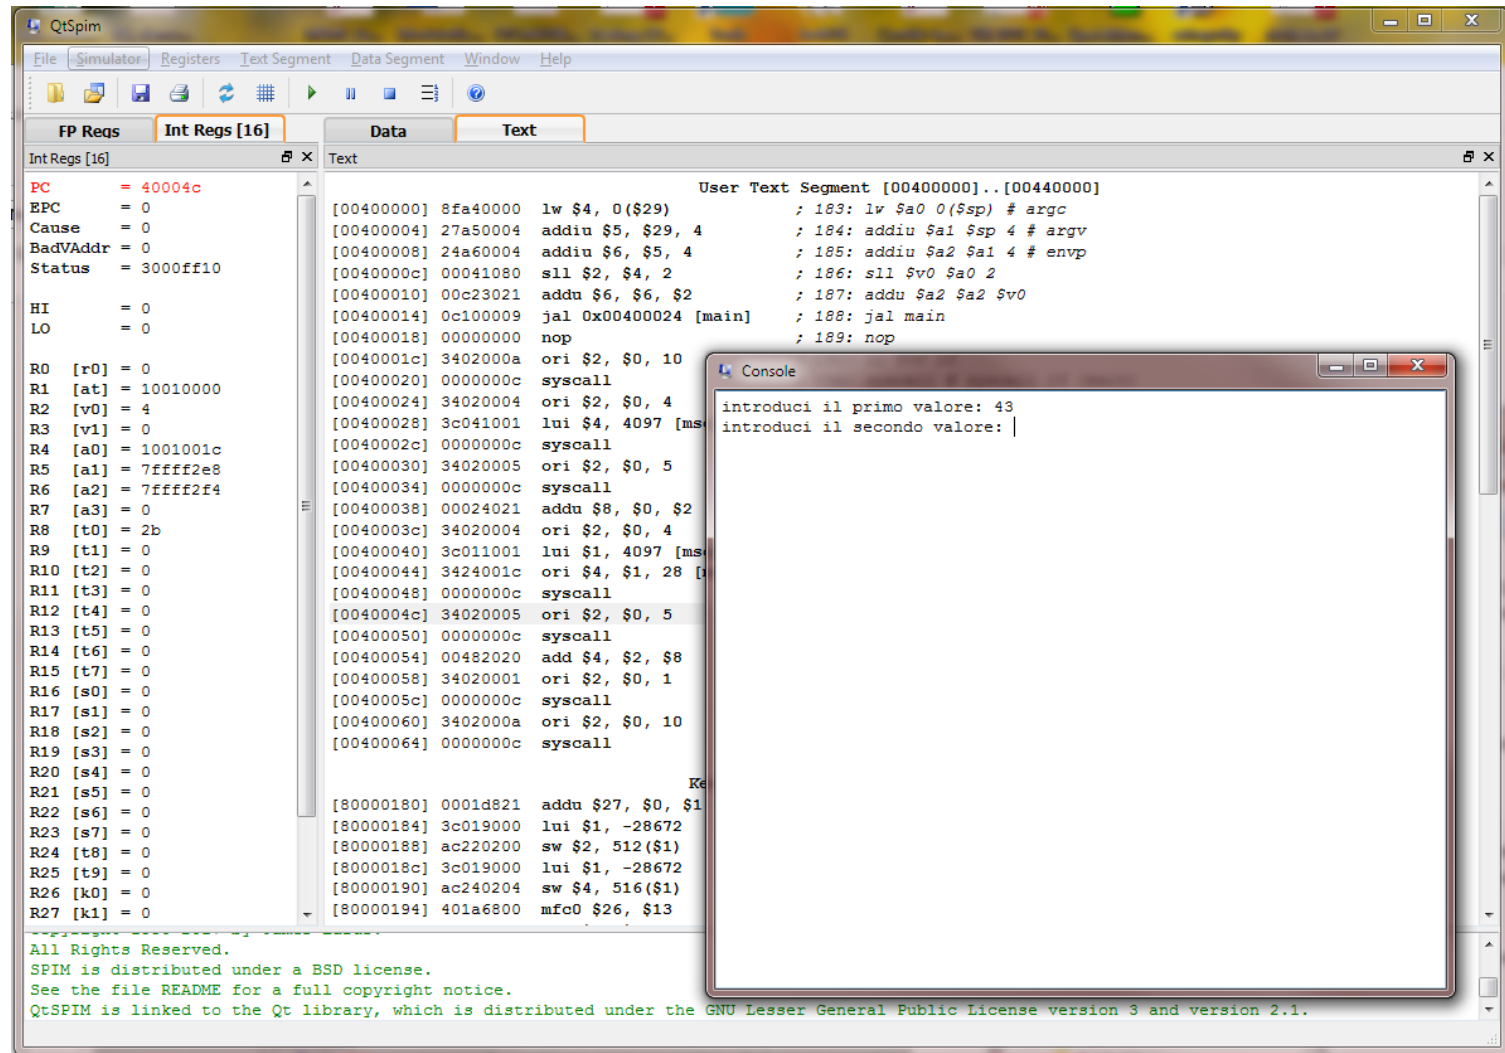 QtSpim
File Simulator Registers Text Segment Data Segment Window Help
FP Regs Int Regs [16] Data Text
Int Regs [16]
PC = 40004c
EPC = 0
Cause = 0
BadVAddr = 0
Status = 3000ff10
HI = 0
LO = 0
R0 [r0] = 0
R1 [at] = 10010000
R2 [v0] = 4
R3 [v1] = 0
R4 [a0] = 1001001c
R5 [a1] = 7ffff2e8
R6 [a2] = 7ffff2f4
R7 [a3] = 0
R8 [t0] = 2b
R9 [t1] = 0
R10 [t2] = 0
R11 [t3] = 0
R12 [t4] = 0
R13 [t5] = 0
R14 [t6] = 0
R15 [t7] = 0
R16 [s0] = 0
R17 [s1] = 0
R18 [s2] = 0
R19 [s3] = 0
R20 [s4] = 0
R21 [s5] = 0
R22 [s6] = 0
R23 [s7] = 0
R24 [t8] = 0
R25 [t9] = 0
R26 [k0] = 0
R27 [k1] = 0
Text
User Text Segment [00400000]..[00440000]
[00400000] 8fa40000 lw $4, 0($29) ; 183: lw $a0 0($sp) # argc
[00400004] 27a50004 addiu $5, $29, 4 ; 184: addiu $a1 $sp 4 # argv
[00400008] 24a60004 addiu $6, $5, 4 ; 185: addiu $a2 $a1 4 # envp
[0040000c] 00041080 sll $2, $4, 2 ; 186: sll $v0 $a0 2
[00400010] 00c23021 addu $6, $6, $2 ; 187: addu $a2 $a2 $v0
[00400014] 0c100009 jal 0x00400024 [main] ; 188: jal main
[00400018] 00000000 nop ; 189: nop
[0040001c] 3402000a ori $2, $0, 10
[00400020] 0000000c syscall
[00400024] 34020004 ori $2, $0, 4
[00400028] 3c041001 lui $4, 4097 [ms
[0040002c] 0000000c syscall
[00400030] 34020005 ori $2, $0, 5
[00400034] 0000000c syscall
[00400038] 00024021 addu $8, $0, $2
[0040003c] 34020004 ori $2, $0, 4
[00400040] 3c011001 lui $1, 4097 [ms
[00400044] 3424001c ori $4, $1, 28 [
[00400048] 0000000c syscall
[0040004c] 34020005 ori $2, $0, 5
[00400050] 0000000c syscall
[00400054] 00482020 add $4, $2, $8
[00400058] 34020001 ori $2, $0, 1
[0040005c] 0000000c syscall
[00400060] 3402000a ori $2, $0, 10
[00400064] 0000000c syscall
Ke
[80000180] 0001d821 addu $27, $0, $1
[80000184] 3c019000 lui $1, -28672
[80000188] ac220200 sw $2, 512($1)
[8000018c] 3c019000 lui $1, -28672
[80000190] ac240204 sw $4, 516($1)
[80000194] 401a6800 mfc0 $26, $13
Console
introduci il primo valore: 43
introduci il secondo valore:
All Rights Reserved.
SPIM is distributed under a BSD license.
See the file README for a full copyright notice.
QtSPIM is linked to the Qt library, which is distributed under the GNU Lesser General Public License version 3 and version 2.1.